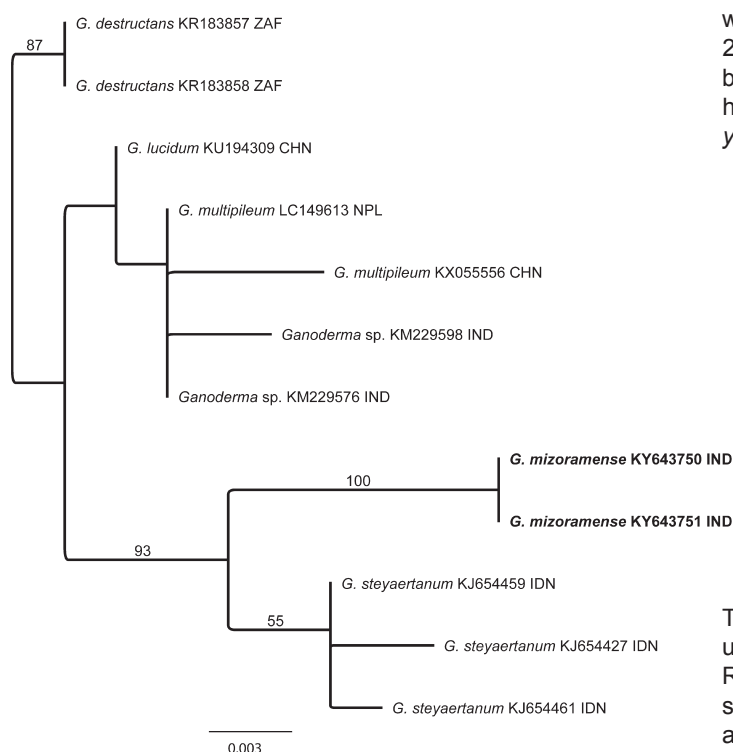 87
G. destructans KR183857 ZAF
G. destructans KR183858 ZAF
G. lucidum KU194309 CHN
G. multipileum LC149613 NPL
G. multipileum KX055556 CHN
Ganoderma sp. KM229598 IND
Ganoderma sp. KM229576 IND
G. mizoramense KY643750 IND
100
G. mizoramense KY643751 IND
93
G. steyaertanum KJ654459 IDN
55
G. steyaertanum KJ654427 IDN
G. steyaertanum KJ654461 IDN
0.003